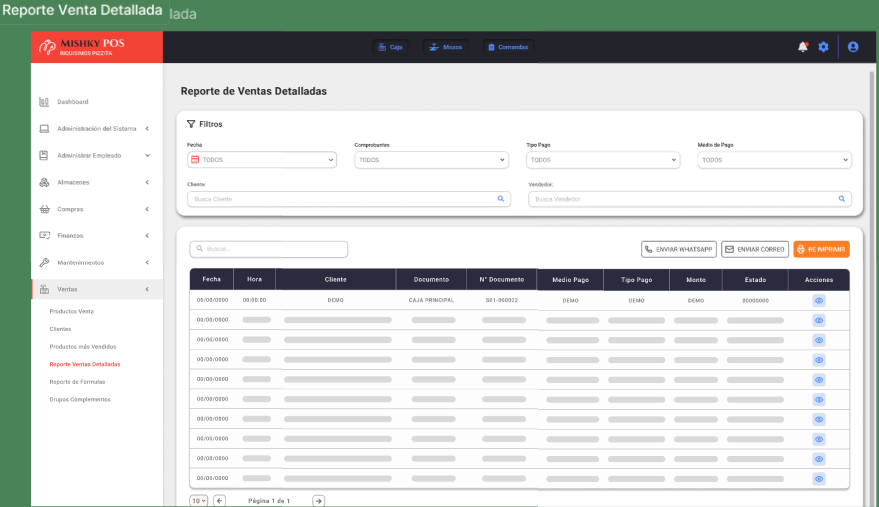 Reporte Venta Detallada lada
MISHKY POS
RIQUISIMOS PIZZITA
Caja Mozos Comandas
Dashboard
Administración del Sistema
Administrar Empleado
Almacenes
Compras
Finanzas
Mantenimientos
Ventas
Productos Venta
Clientes
Productos más Vendidos
Reporte Ventas Detalladas
Reporte de Formulas
Grupos Complementos
Reporte de Ventas Detalladas
Filtros
Fecha Comprobantes Tipo Pago Medio de Pago
TODOS TODOS TODOS TODOS
Cliente: Vendedor:
Busca Cliente Busca Vendedor
Buscar... ENVIAR WHATSAPP ENVIAR CORREO RE IMPRIMIR
Fecha Hora Cliente Documento N° Documento Medio Pago Tipo Pago Monto Estado Acciones
00/00/0000 00:00:00 DEMO CAJA PRINCIPAL S01-000022 DEMO DEMO DEMO 00000000
00/00/0000
00/00/0000
00/00/0000
00/00/0000
00/00/0000
00/00/0000
00/00/0000
00/00/0000
00/00/0000
10 Página 1 de 1